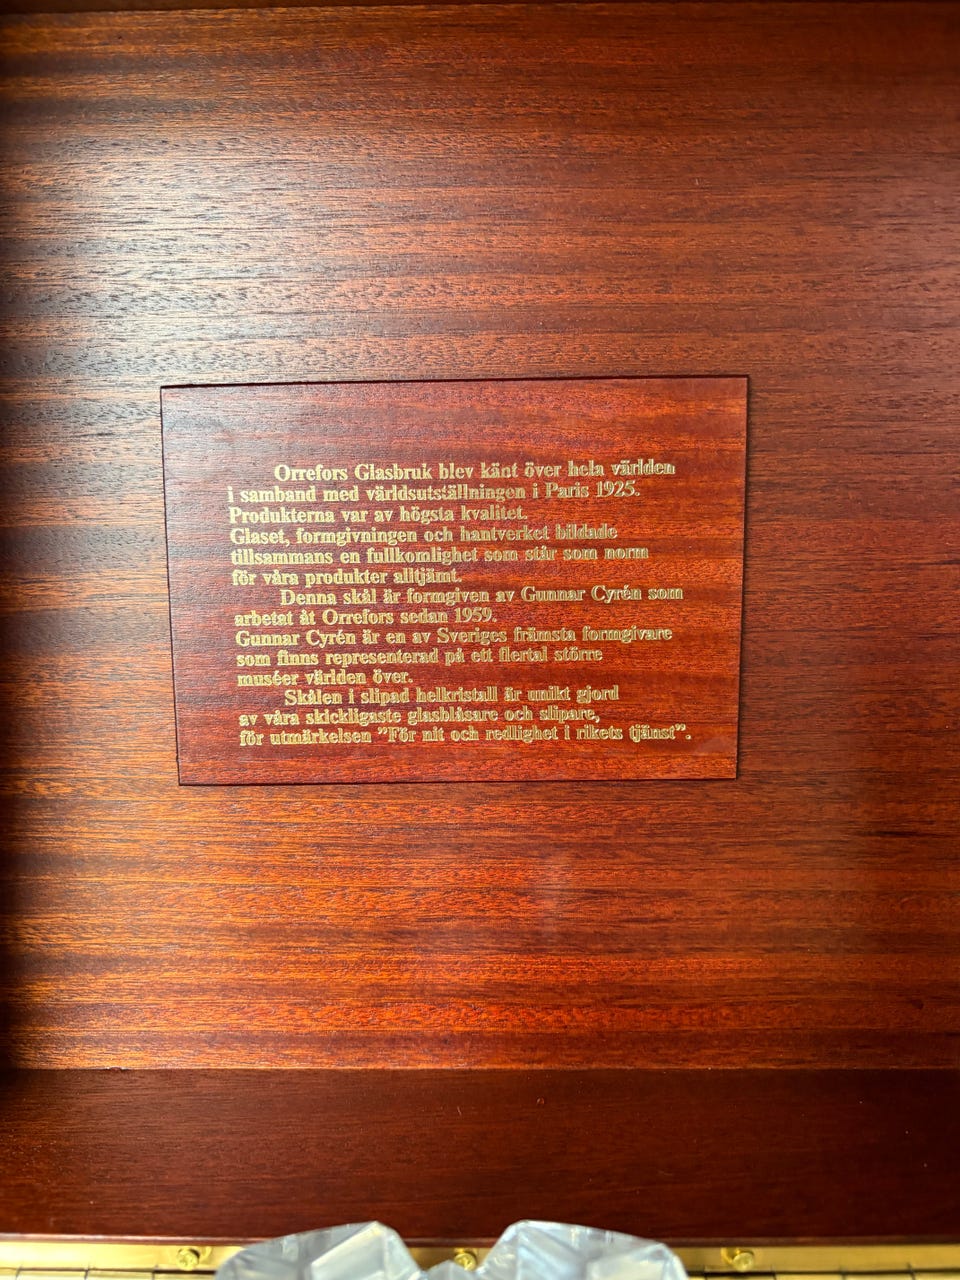 Orrefors Glasbruk blev känt över hela världen
i samband med världsutställningen i Paris 1925.
Produkterna var av högsta kvalitet.
Glaset, formgivningen och hantverket bildade
tillsammans en fullkomlighet som står som norm
för våra produkter alltjämt.
Denna skål är formgiven av Gunnar Cyrén som
arbetat åt Orrefors sedan 1959.
Gunnar Cyrén är en av Sveriges främsta formgivare
som finns representerad på ett flertal större
muséer världen över.
Skålen i slipad helkristall är unikt gjord
av våra skickligaste glasblåsare och slipare,
för utmärkelsen "För nit och redlighet i rikets tjänst".